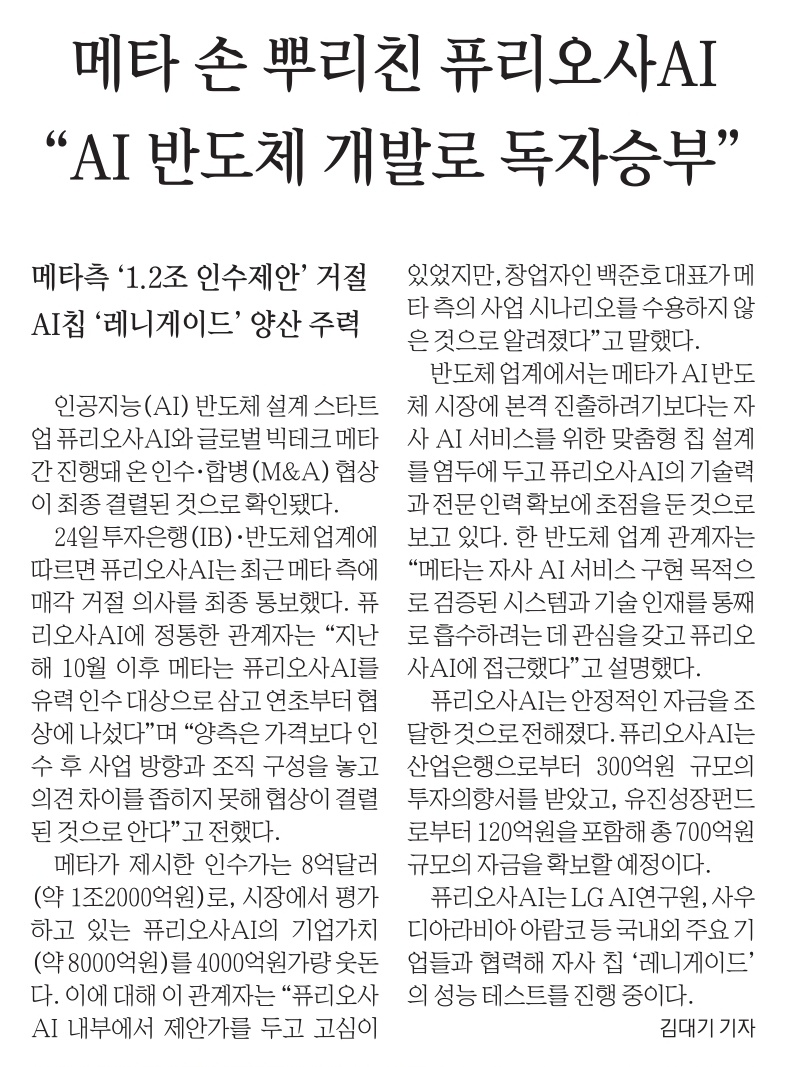 메타 손 뿌리친 퓨리오사AI
“AI 반도체 개발로 독자승부”
메타측 ‘1.2조 인수제안’ 거절
AI칩 ‘레니게이드’ 양산 주력
인공지능(AI) 반도체 설계 스타트
업 퓨리오사AI와 글로벌 빅테크 메타
간 진행돼 온 인수·합병(M&A) 협상
이 최종 결렬된 것으로 확인됐다.
24일 투자은행(IB)·반도체 업계에
따르면 퓨리오사AI는 최근 메타 측에
매각 거절 의사를 최종 통보했다. 퓨
리오사AI에 정통한 관계자는 “지난
해 10월 이후 메타는 퓨리오사AI를
유력 인수 대상으로 삼고 연초부터 협
상에 나섰다”며 “양측은 가격보다 인
수 후 사업 방향과 조직 구성을 놓고
의견 차이를 좁히지 못해 협상이 결렬
된 것으로 안다”고 전했다.
메타가 제시한 인수가는 8억달러
(약 1조2000억원)로, 시장에서 평가
하고 있는 퓨리오사AI의 기업가치
(약 8000억원)를 4000억원가량 웃돈
다. 이에 대해 이 관계자는 “퓨리오사
AI 내부에서 제안가를 두고 고심이
있었지만, 창업자인 백준호 대표가 메
타 측의 사업 시나리오를 수용하지 않
은 것으로 알려졌다”고 말했다.
반도체 업계에서는 메타가 AI 반도
체 시장에 본격 진출하려기보다는 자
사 AI 서비스를 위한 맞춤형 칩 설계
를 염두에 두고 퓨리오사AI의 기술력
과 전문 인력 확보에 초점을 둔 것으로
보고 있다. 한 반도체 업계 관계자는
“메타는 자사 AI 서비스 구현 목적으
로 검증된 시스템과 기술 인재를 통째
로 흡수하려는 데 관심을 갖고 퓨리오
사AI에 접근했다”고 설명했다.
퓨리오사AI는 안정적인 자금을 조
달한 것으로 전해졌다. 퓨리오사AI는
산업은행으로부터 300억원 규모의
투자의향서를 받았고, 유진성장펀드
로부터 120억원을 포함해 총 700억원
규모의 자금을 확보할 예정이다.
퓨리오사AI는 LG AI연구원, 사우
디아라비아 아람코 등 국내외 주요 기
업들과 협력해 자사 칩 ‘레니게이드’
의 성능 테스트를 진행 중이다.
김대기 기자